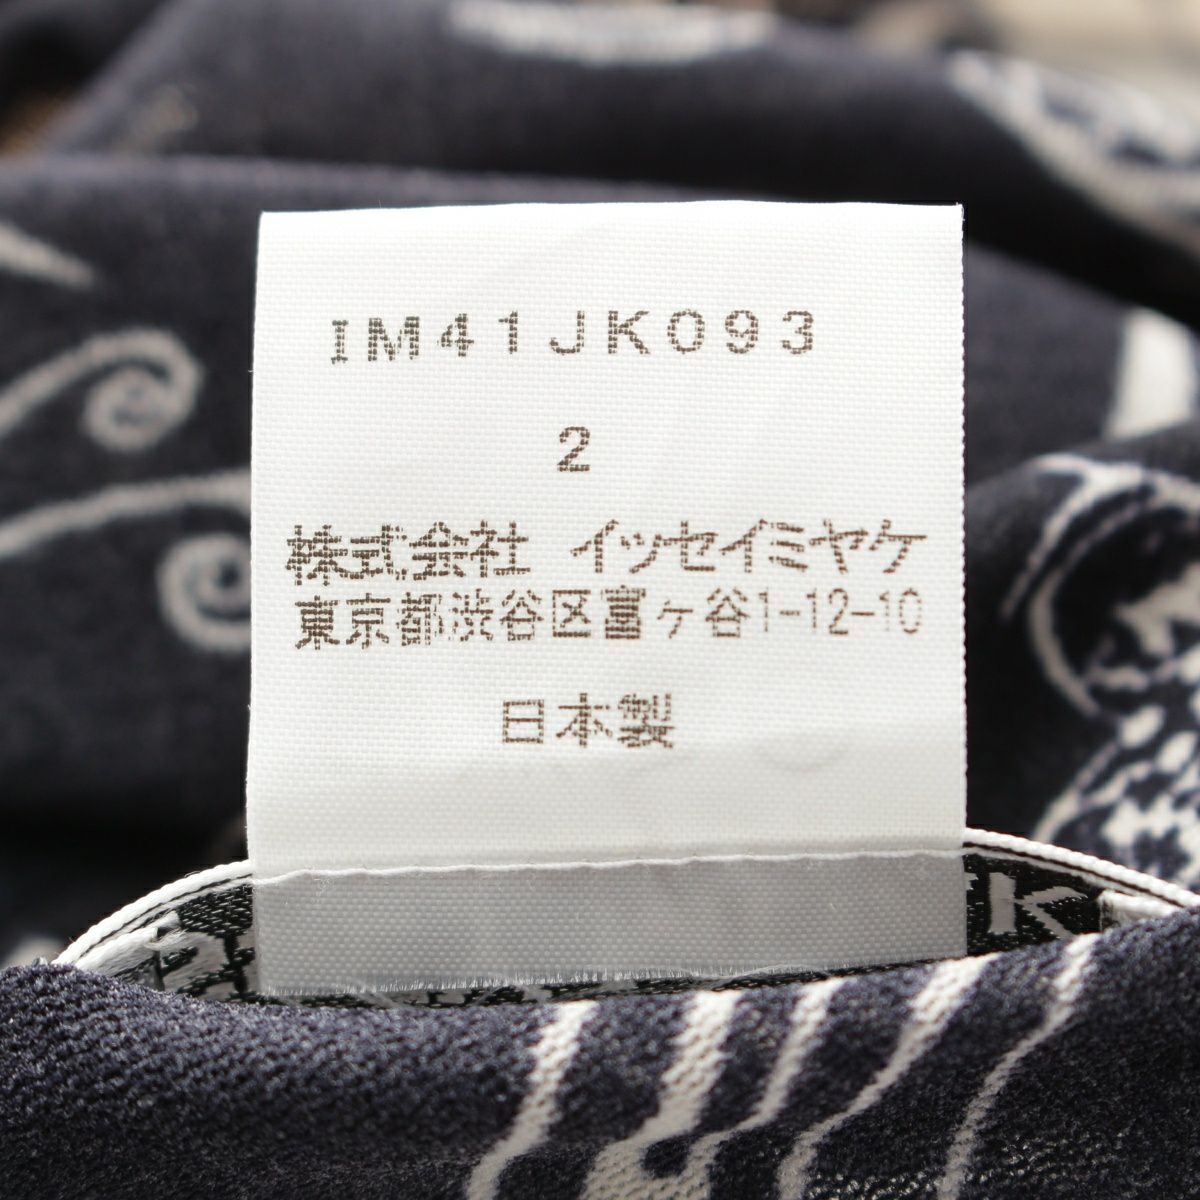 IM41JK093
2
株式会社 イッセイミヤケ
東京都渋谷区富ヶ谷1-12-10
日本製